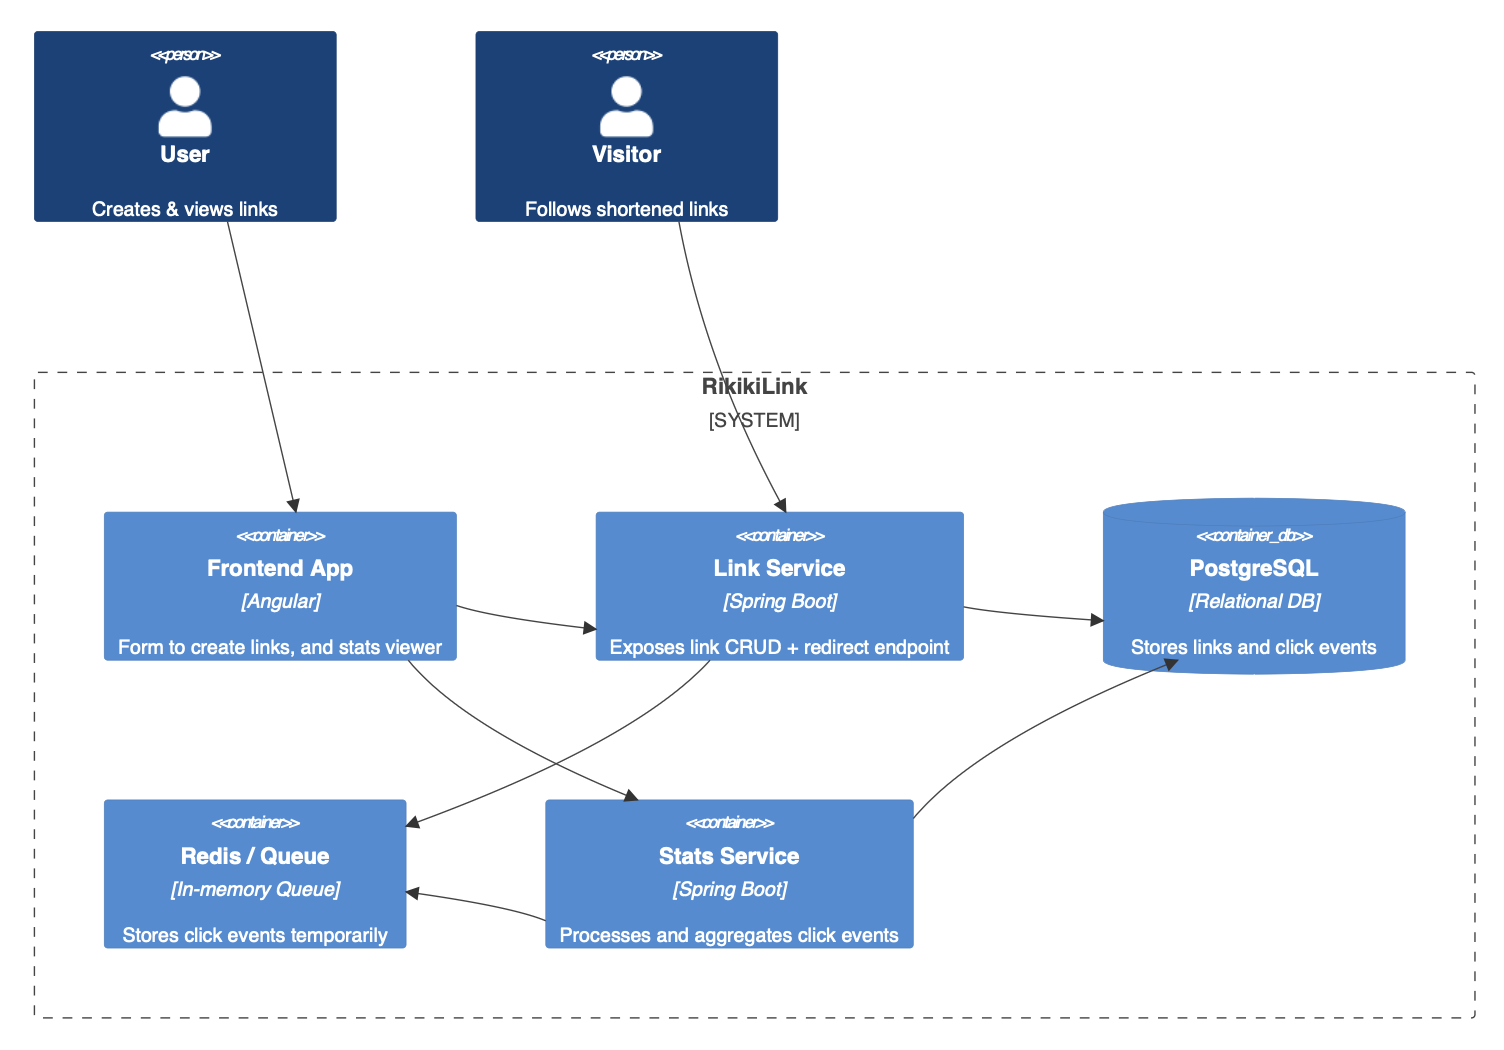 <<person>>
User
Creates & views links
<<person>>
Visitor
Follows shortened links
RikikiLink
[SYSTEM]
<<container>>
Frontend App
[Angular]
Form to create links, and stats viewer
<<container>>
Link Service
[Spring Boot]
Exposes link CRUD + redirect endpoint
<<container_db>>
PostgreSQL
[Relational DB]
Stores links and click events
<<container>>
Redis / Queue
[In-memory Queue]
Stores click events temporarily
<<container>>
Stats Service
[Spring Boot]
Processes and aggregates click events